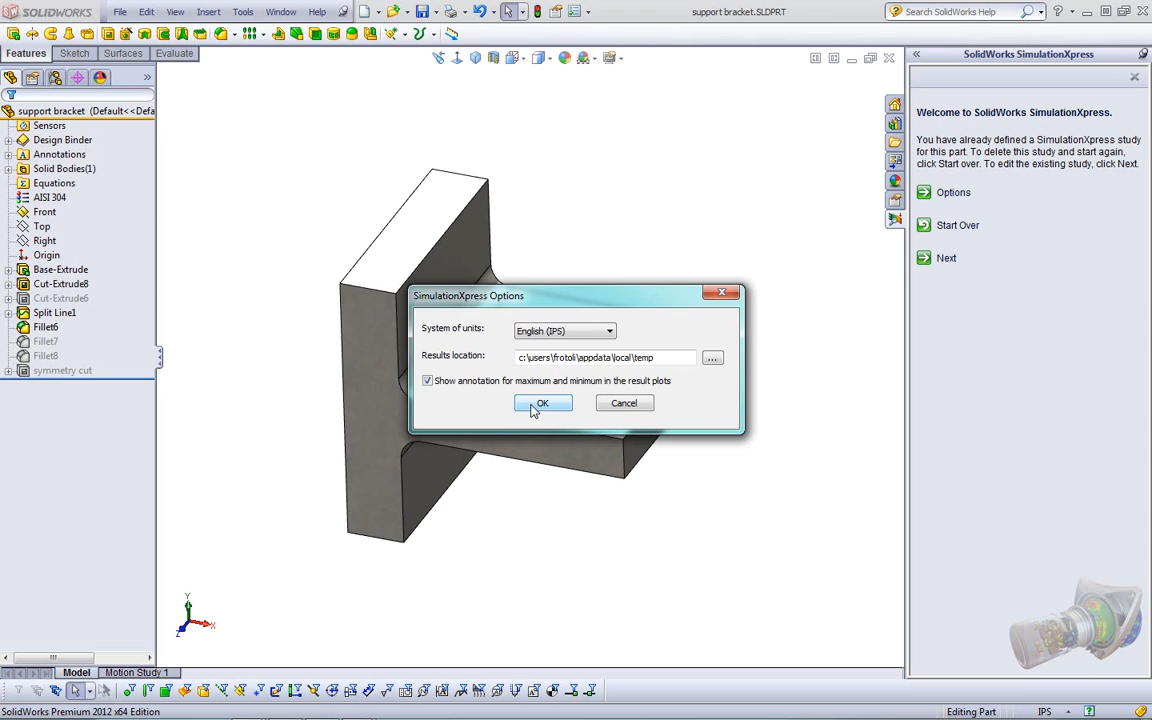 SOLIDWORKS File Edit View Insert Tools Window Help support bracket.SLDPRT Search SolidWorks Help
Features Sketch Surfaces Evaluate
SolidWorks SimulationXpress
support bracket (Default<<Defa
Sensors
Design Binder
Annotations
Solid Bodies(1)
Equations
AISI 304
Front
Top
Right
Origin
Base-Extrude
Cut-Extrude8
Cut-Extrude6
Split Line1
Fillet6
Fillet7
Fillet8
symmetry cut
SimulationXpress Options
System of units: English (IPS)
Results location: c:\users\frotoli\appdata\local\temp ...
Show annotation for maximum and minimum in the result plots
OK Cancel
Welcome to SolidWorks SimulationXpress.
You have already defined a SimulationXpress study
for this part. To delete this study and start again,
click Start over. To edit the existing study, click Next.
Options
Start Over
Next
Y
X
Z
Model Motion Study 1
SolidWorks Premium 2012 x64 Edition Editing Part IPS